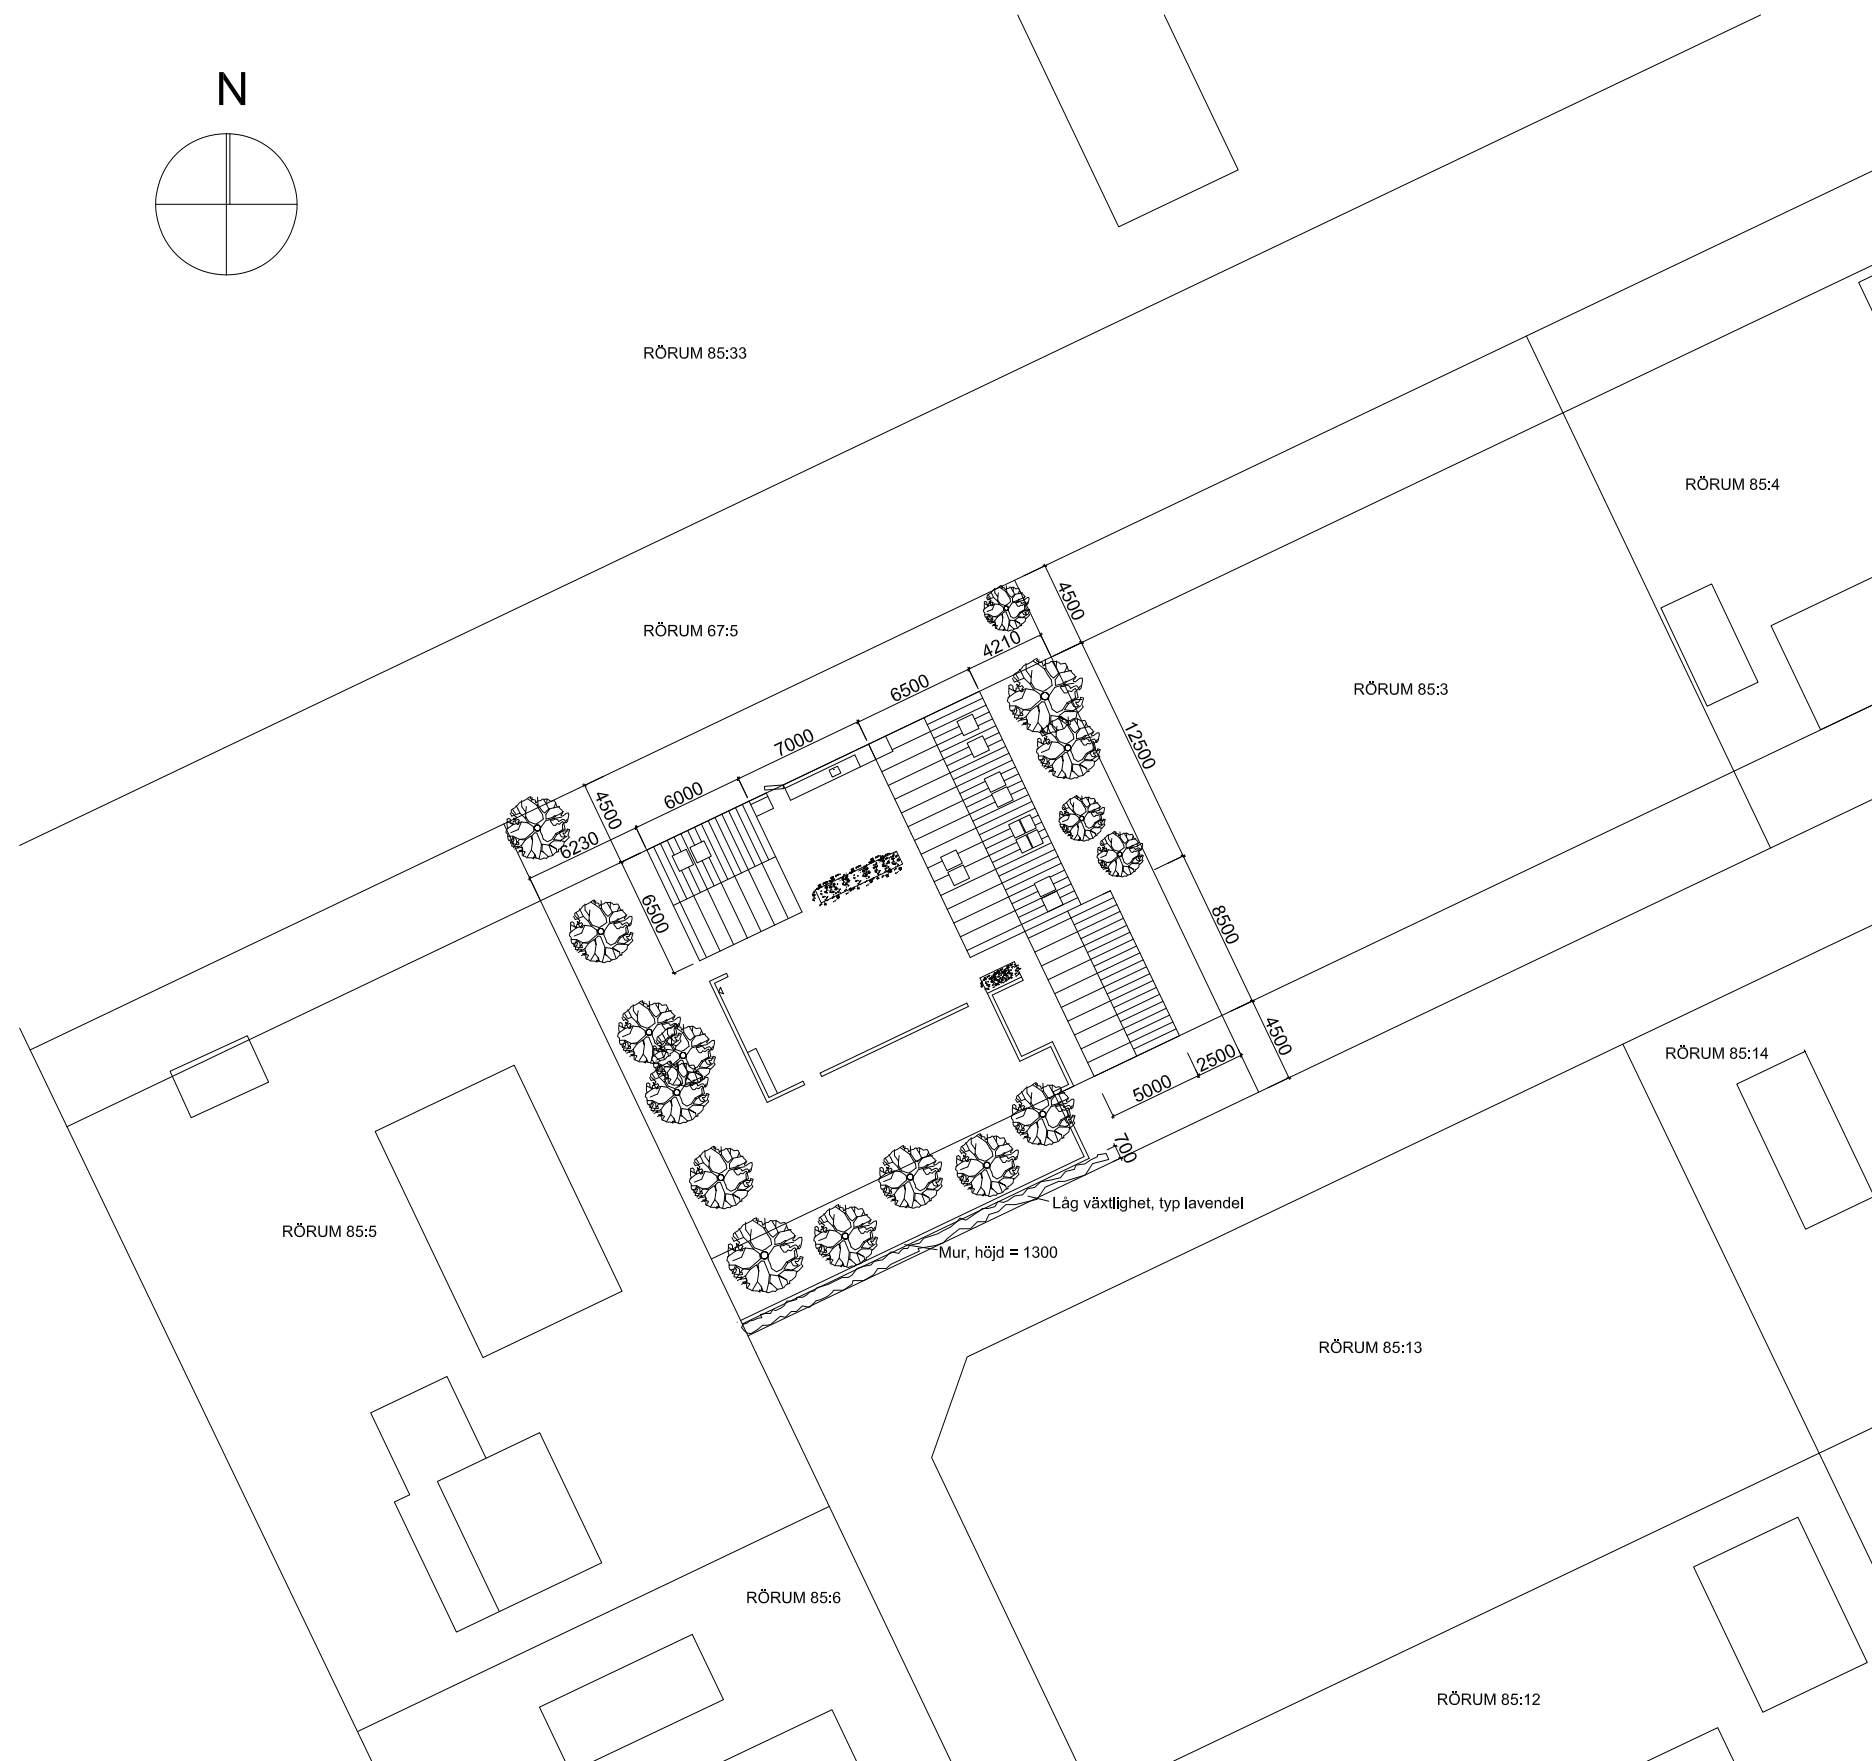 N
RÖRUM 85:33
RÖRUM 85:4
4500
RÖRUM 67:5
4210
RÖRUM 85:3
6500
7000
12500
6000
4500
6230
6500
8500
4500
2500
RÖRUM 85:14
5000
700
Låg växtlighet, typ lavendel
RÖRUM 85:5
Mur, höjd = 1300
RÖRUM 85:13
RÖRUM 85:6
RÖRUM 85:12